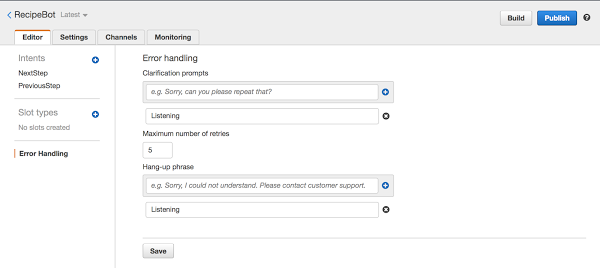 RecipeBot Latest
Build
Publish
Editor
Settings
Channels
Monitoring
Intents
NextStep
PreviousStep
Slot types
No slots created
Error Handling
Error handling
Clarification prompts
e.g. Sorry, can you please repeat that?
Listening
Maximum number of retries
5
Hang-up phrase
e.g. Sorry, I could not understand. Please contact customer support.
Listening
Save